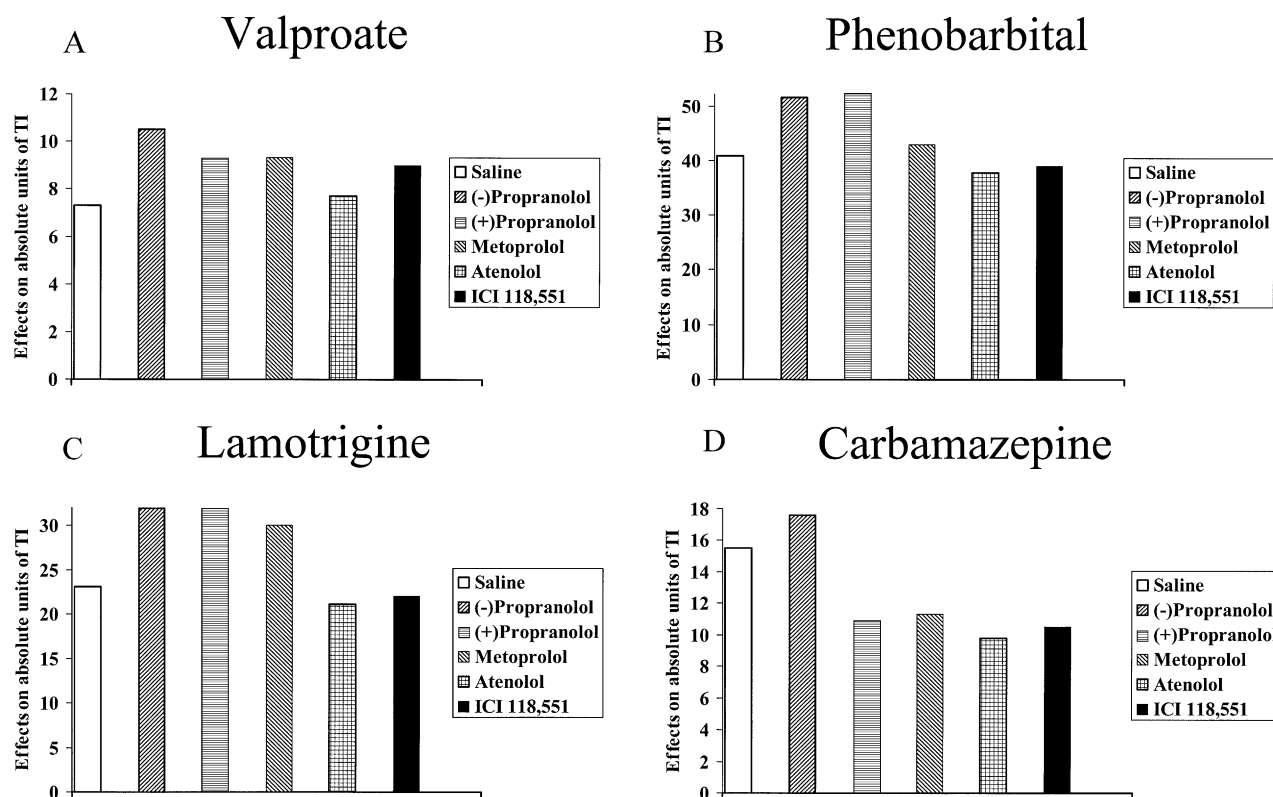 A
Valproate
Effects on absolute units of TI
12
10
8
6
4
2
0
Saline
(-)Propranolol
(+)Propranolol
Metoprolol
Atenolol
ICI 118,551
B
Phenobarbital
Effects on absolute units of TI
50
40
30
20
10
0
Saline
(-)Propranolol
(+)Propranolol
Metoprolol
Atenolol
ICI 118,551
C
Lamotrigine
Effects on absolute units of TI
30
25
20
15
10
5
0
Saline
(-)Propranolol
(+)Propranolol
Metoprolol
Atenolol
ICI 118,551
D
Carbamazepine
Effects on absolute units of TI
18
16
14
12
10
8
6
4
2
0
Saline
(-)Propranolol
(+)Propranolol
Metoprolol
Atenolol
ICI 118,551